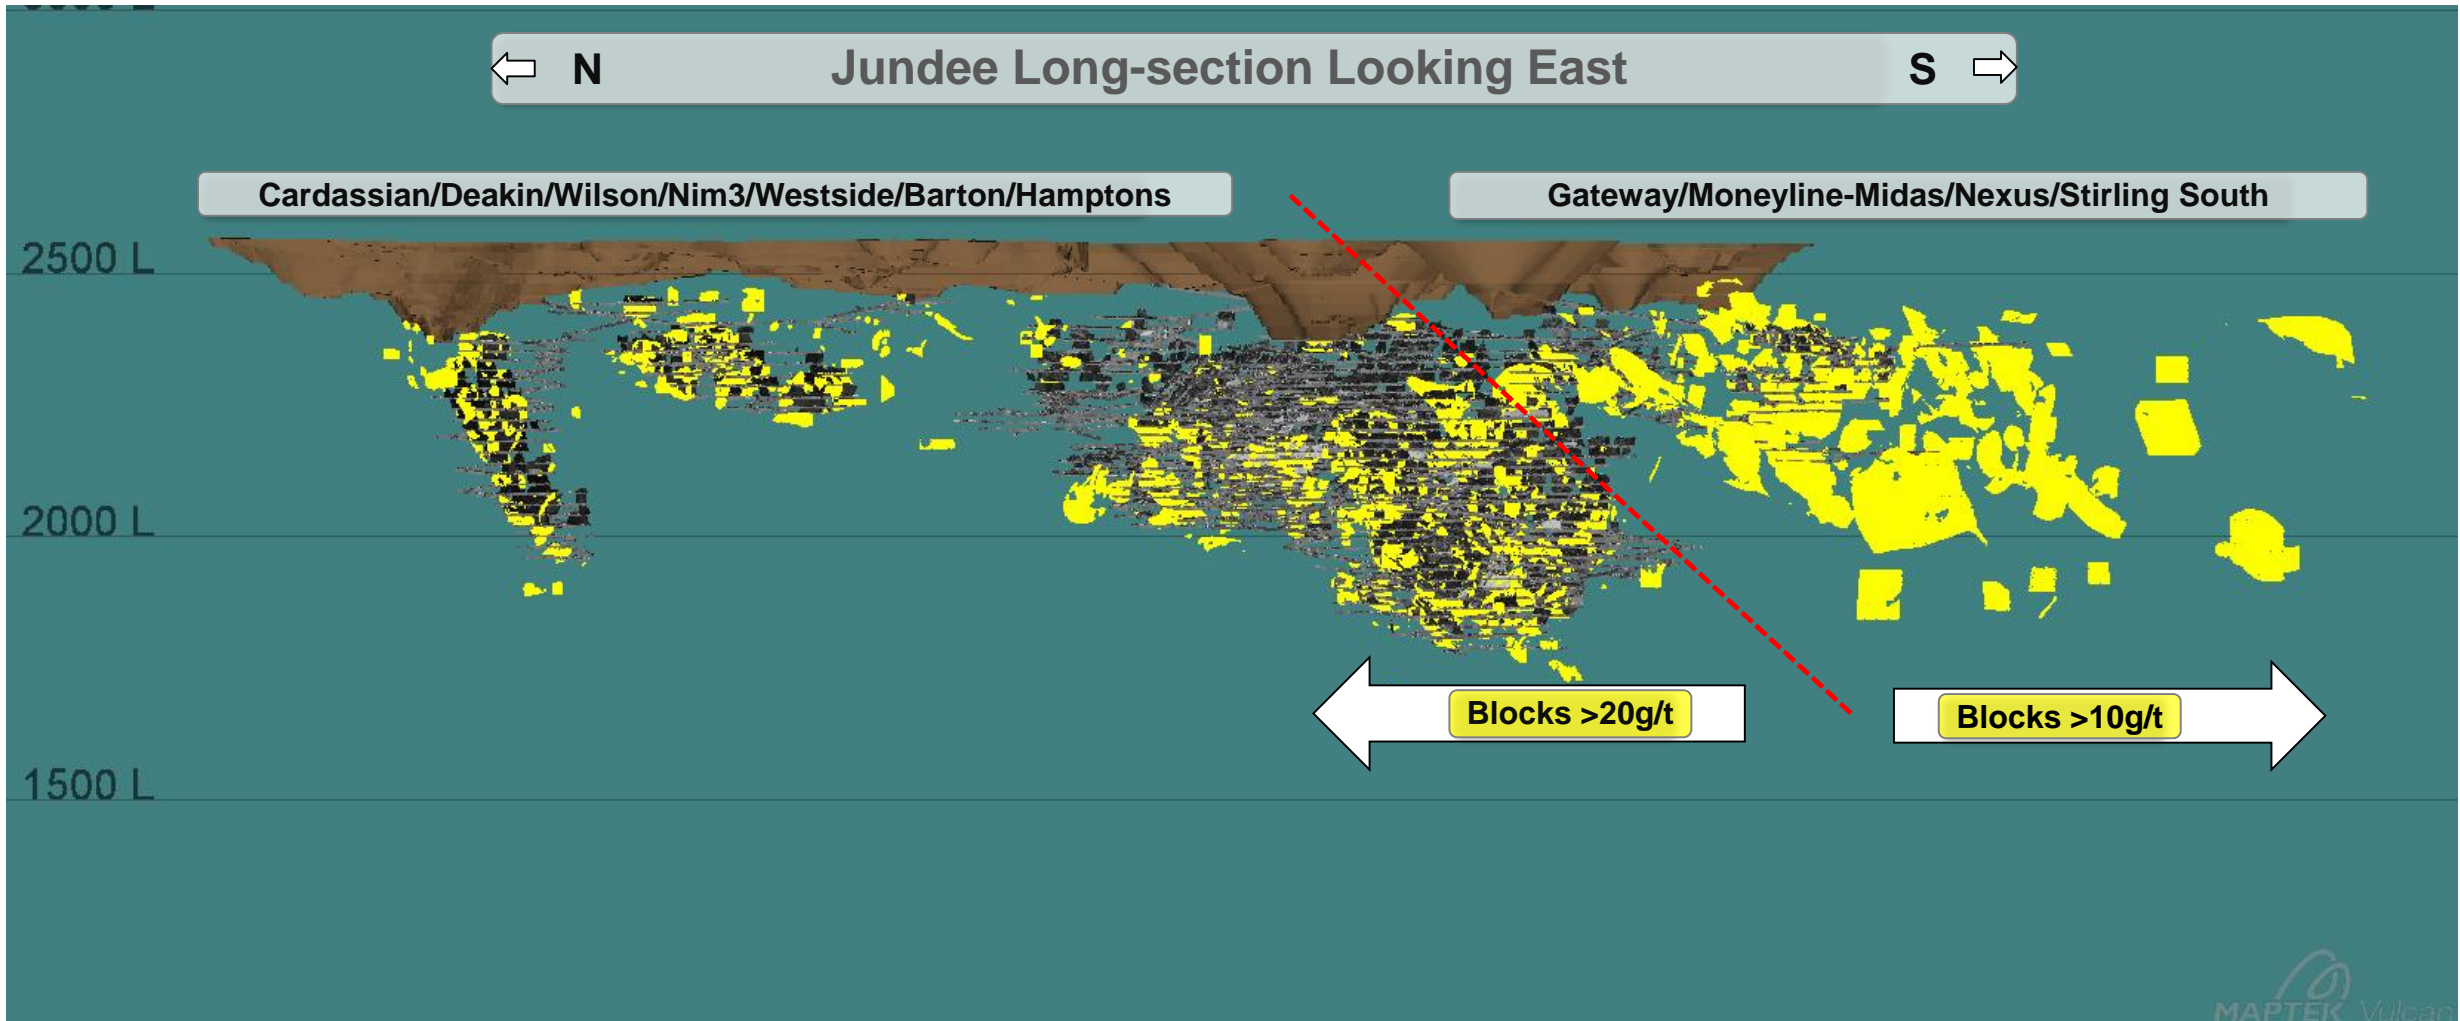 N Jundee Long-section Looking East S
Cardassian/Deakin/Wilson/Nim3/Westside/Barton/Hamptons
Gateway/Moneyline-Midas/Nexus/Stirling South
2500 L
2000 L
Blocks >20g/t
Blocks >10g/t
1500 L
MAPTEK Vulcan